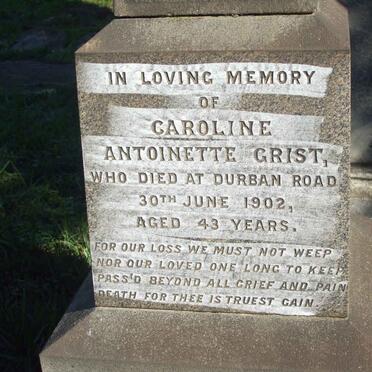 IN LOVING MEMORY
OF
CAROLINE
ANTOINETTE GRIST,
WHO DIED AT DURBAN ROAD
30TH JUNE 1902,
AGED 43 YEARS.
FOR OUR LOSS WE MUST NOT WEEP
NOR OUR LOVED ONE LONG TO KEEP
PASS'D BEYOND ALL GRIEF AND PAIN
DEATH FOR THEE IS TRUEST GAIN.